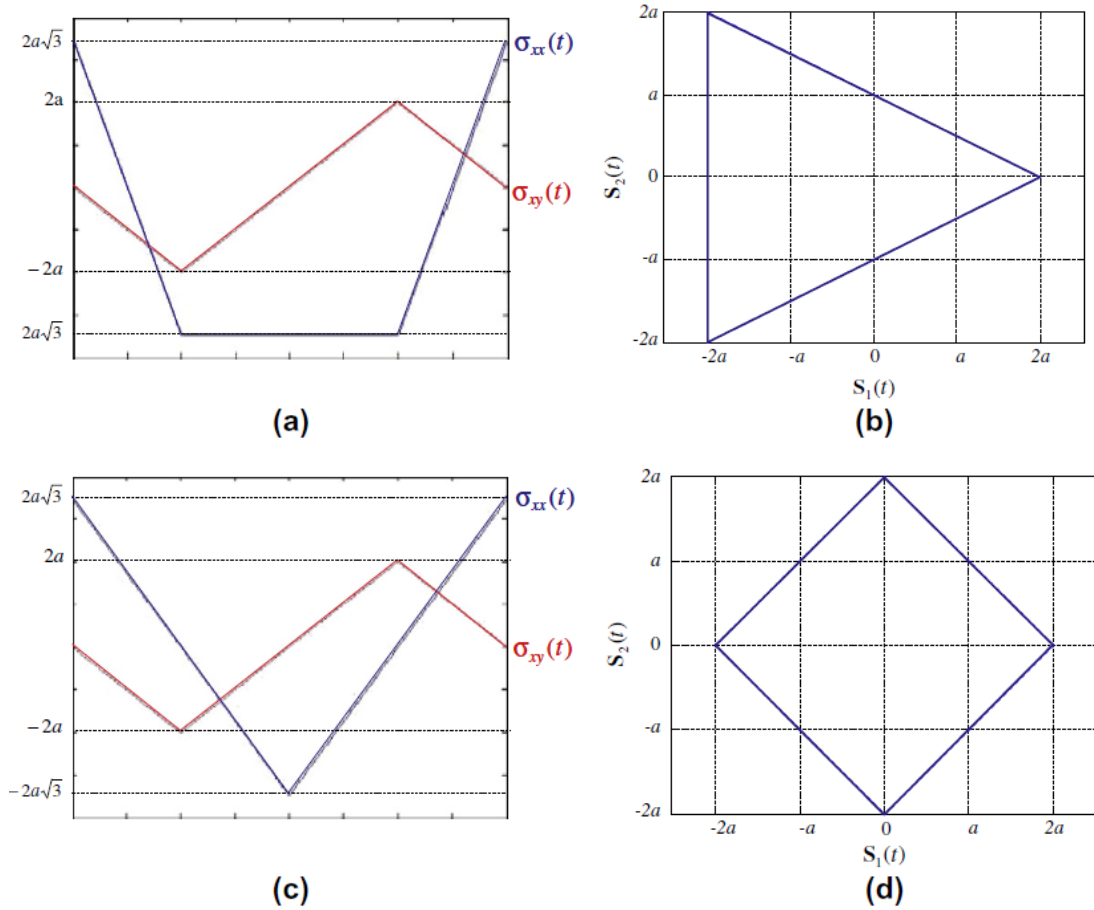 2a√3
σxx(t)
2a
σxy(t)
−2a
2a√3
(a)
2a
a
0
-a
-2a
S2(t)
-2a -a 0 a 2a
S1(t)
(b)
2a√3
σxx(t)
2a
σxy(t)
−2a
−2a√3
(c)
2a
a
0
-a
-2a
S2(t)
-2a -a 0 a 2a
S1(t)
(d)